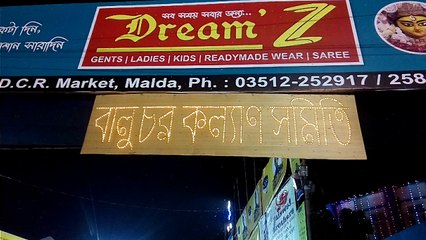 সব সময় সবার জন্য...
Dream'Z
GENTS | LADIES | KIDS | READYMADE WEAR | SAREE
D.C.R. Market, Malda, Ph. : 03512-252917 / 258
বালুচর কল্যাণ সমিতি